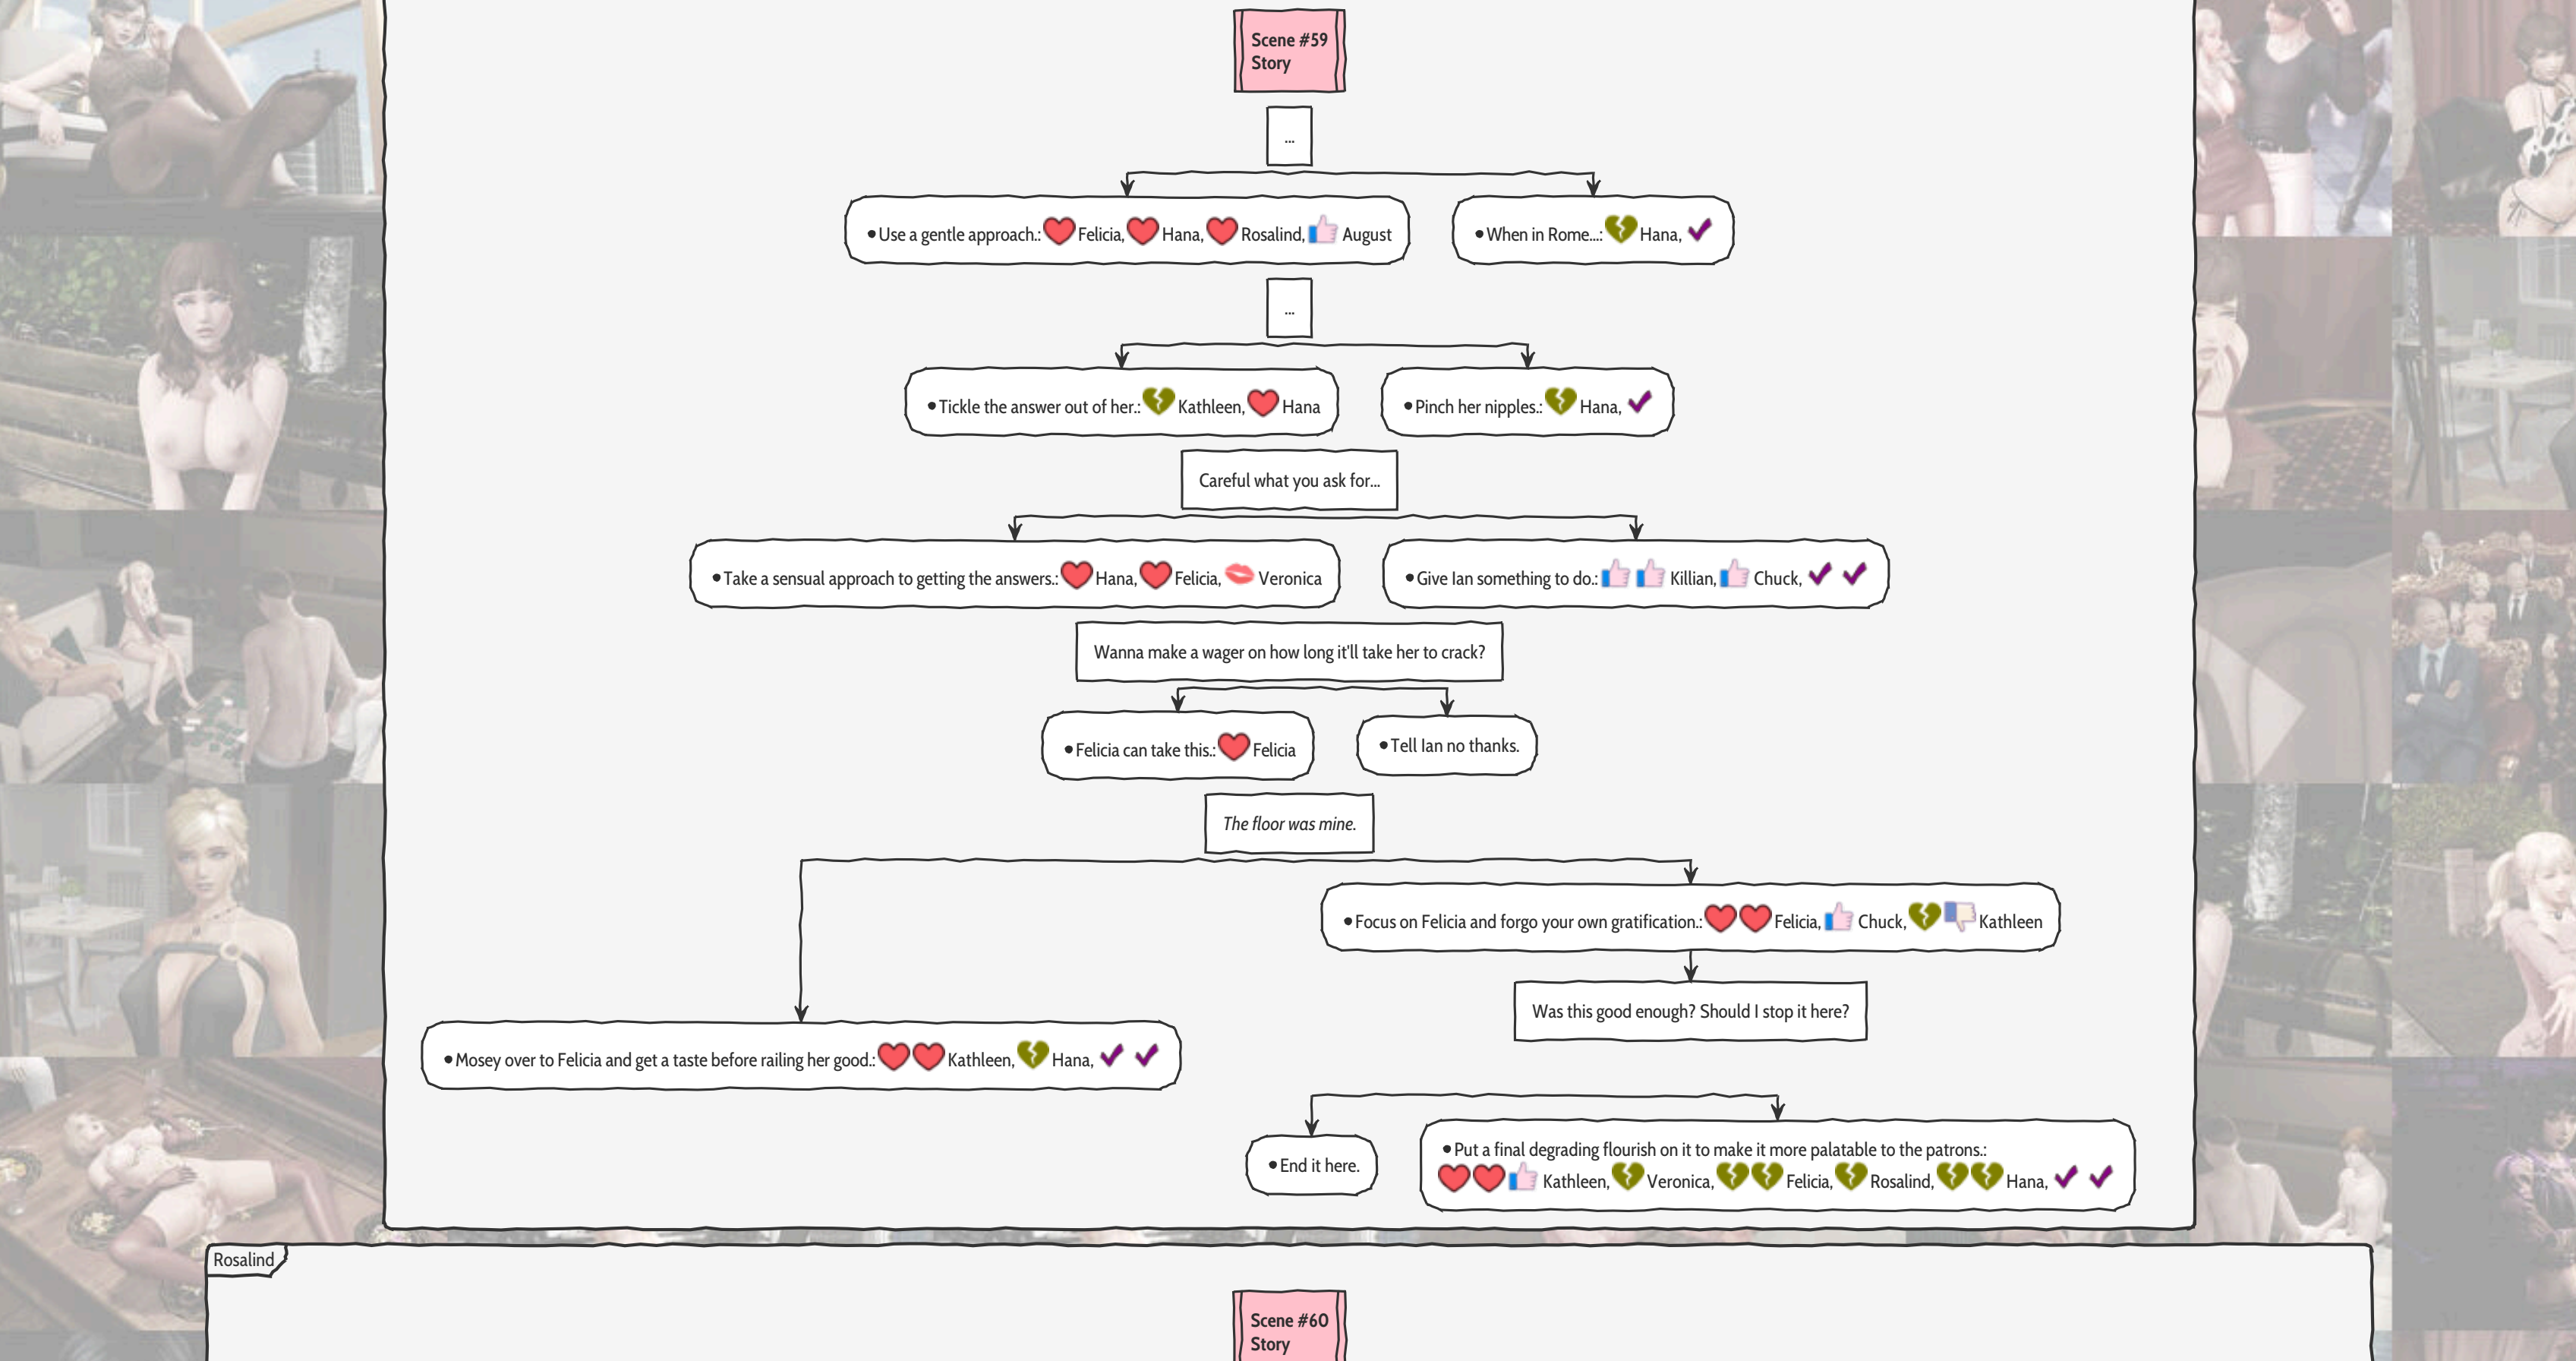 Scene #59
Story
...
•Use a gentle approach.: Felicia, Hana, Rosalind, August
•When in Rome...: Hana,
...
•Tickle the answer out of her.: Kathleen, Hana
•Pinch her nipples.: Hana,
Careful what you ask for...
•Take a sensual approach to getting the answers.: Hana, Felicia, Veronica
•Give Ian something to do.: Killian, Chuck,
Wanna make a wager on how long it'll take her to crack?
•Felicia can take this.: Felicia
•Tell Ian no thanks.
The floor was mine.
•Focus on Felicia and forgo your own gratification.: Felicia, Chuck, Kathleen
Was this good enough? Should I stop it here?
•Mosey over to Felicia and get a taste before railing her good.: Kathleen, Hana,
•End it here.
•Put a final degrading flourish on it to make it more palatable to the patrons.:
Kathleen, Veronica, Felicia, Rosalind, Hana,
Rosalind
Scene #60
Story